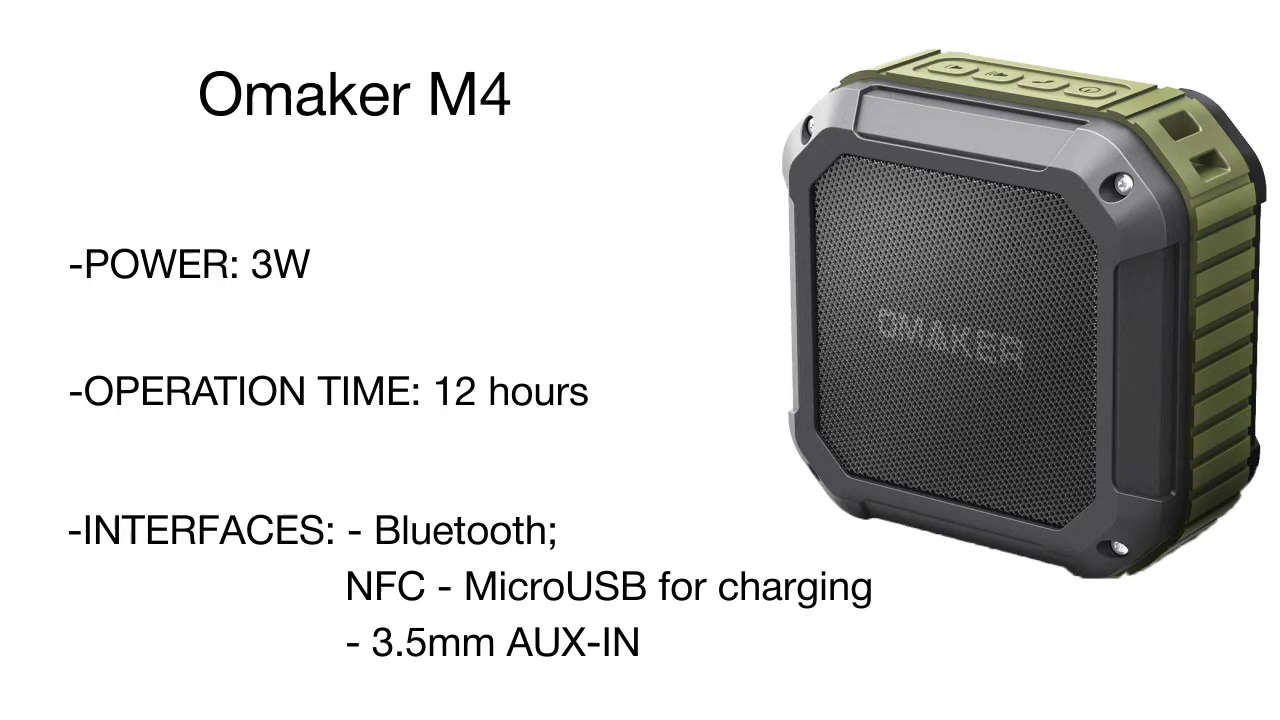 Omaker M4
-POWER: 3W
-OPERATION TIME: 12 hours
-INTERFACES: - Bluetooth;
NFC - MicroUSB for charging
- 3.5mm AUX-IN
OMAKER